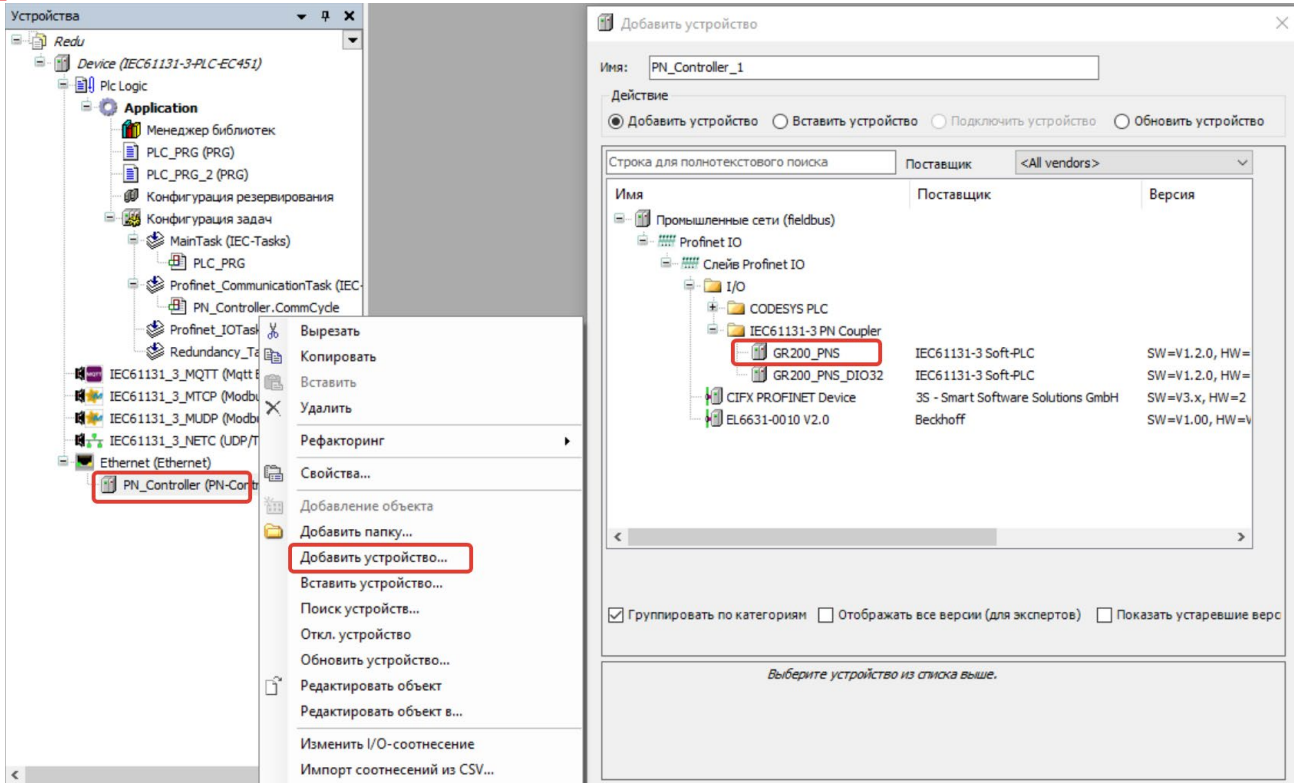 Устройства
Redu
Device (IEC61131-3-PLC-EC451)
Plc Logic
Application
Менеджер библиотек
PLC_PRG (PRG)
PLC_PRG_2 (PRG)
Конфигурация резервирования
Конфигурация задач
MainTask (IEC-Tasks)
PLC_PRG
Profinet_CommunicationTask (IEC-
PN_Controller.CommCycle
Profinet_IOTask
Redundancy_Ta
IEC61131_3_MQTT (Mqtt
IEC61131_3_MTCP (Modbu
IEC61131_3_MUDP (Modbu
IEC61131_3_NETC (UDP/T
Ethernet (Ethernet)
PN_Controller (PN-Contr
Вырезать
Копировать
Вставить
Удалить
Рефакторинг
Свойства...
Добавление объекта
Добавить папку...
Добавить устройство...
Вставить устройство...
Поиск устройств...
Откл. устройство
Обновить устройство...
Редактировать объект
Редактировать объект в...
Изменить I/O-соотнесение
Импорт соотнесений из CSV...
Добавить устройство
Имя: PN_Controller_1
Действие
Добавить устройство Вставить устройство Подключить устройство Обновить устройство
Строка для полнотекстового поиска Поставщик <All vendors>
Имя Поставщик Версия
Промышленные сети (fieldbus)
Profinet IO
Слейв Profinet IO
I/O
CODESYS PLC
IEC61131-3 PN Coupler
GR200_PNS IEC61131-3 Soft-PLC SW=V1.2.0, HW=
GR200_PNS_DIO32 IEC61131-3 Soft-PLC SW=V1.2.0, HW=
CIFX PROFINET Device 3S - Smart Software Solutions GmbH SW=V3.x, HW=2
EL6631-0010 V2.0 Beckhoff SW=V1.00, HW=V
Группировать по категориям Отображать все версии (для экспертов) Показать устаревшие верс
Выберите устройство из списка выше.